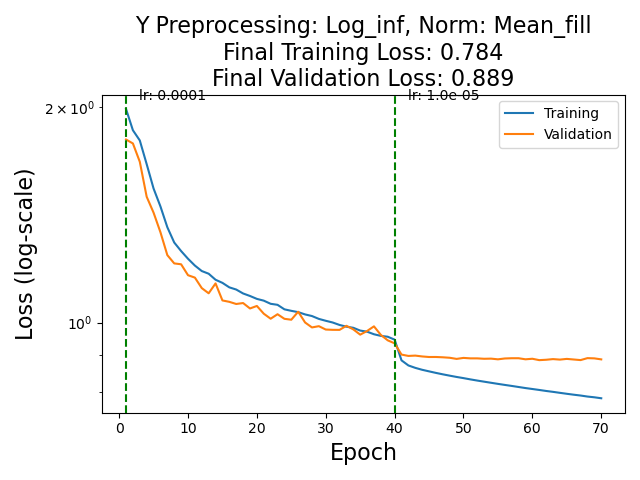 Y Preprocessing: Log_inf, Norm: Mean_fill
Final Training Loss: 0.784
Final Validation Loss: 0.889
lr: 0.0001
lr: 1.0e-05
Training
Validation
2 × 10⁰
10⁰
Loss (log-scale)
0 10 20 30 40 50 60 70
Epoch